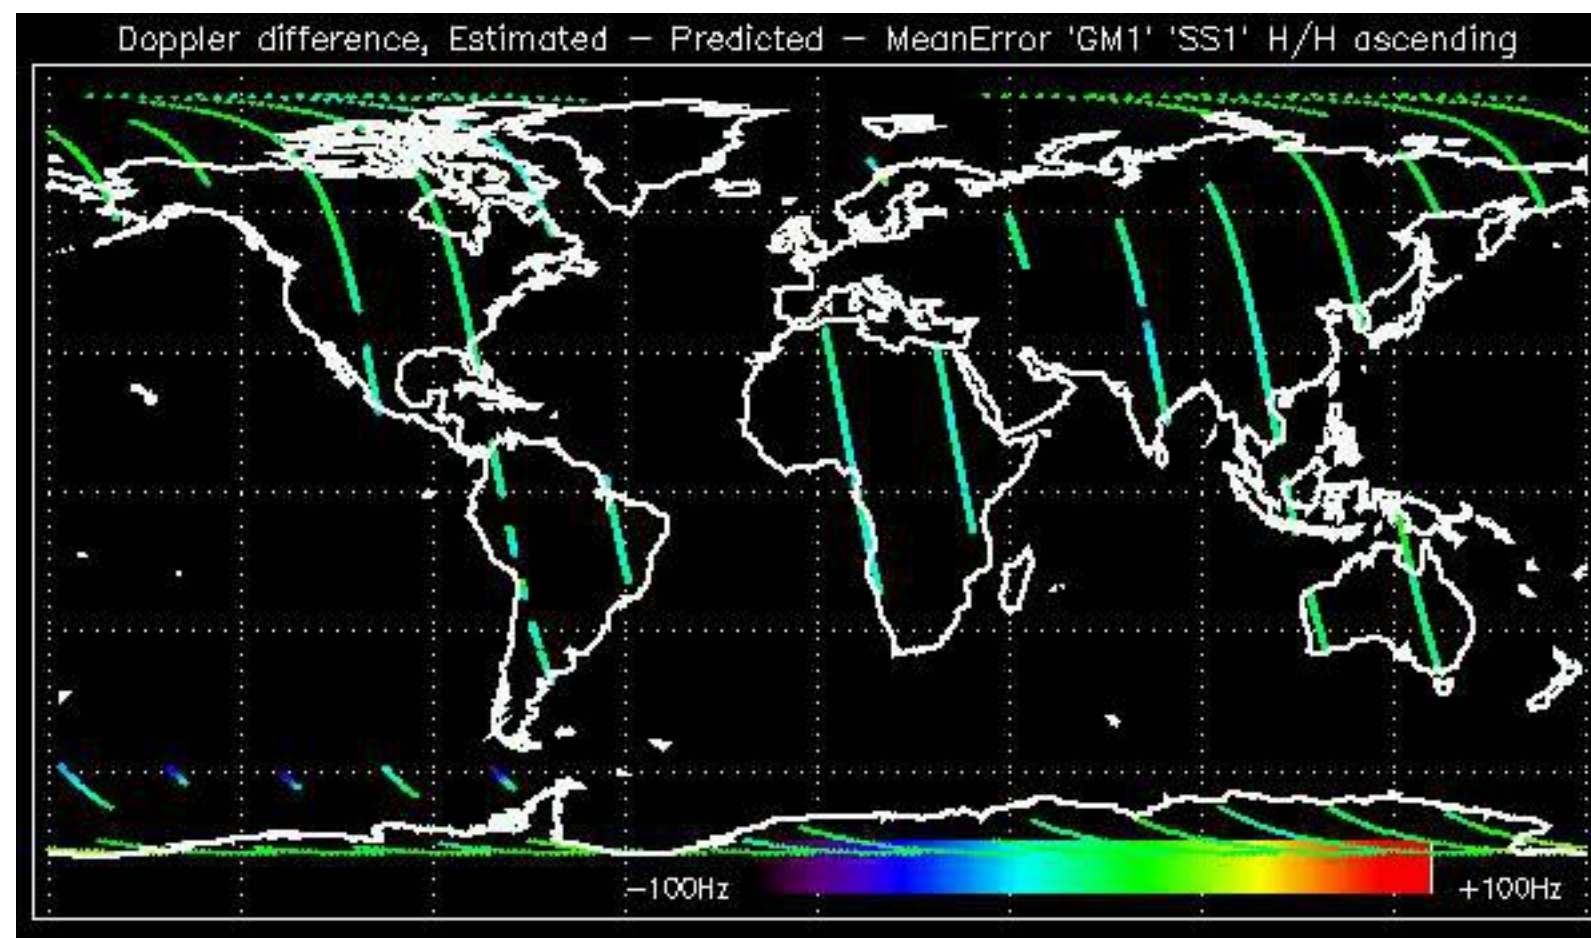 Doppler difference, Estimated – Predicted – MeanError 'GM1' 'SS1' H/H ascending
–100Hz +100Hz